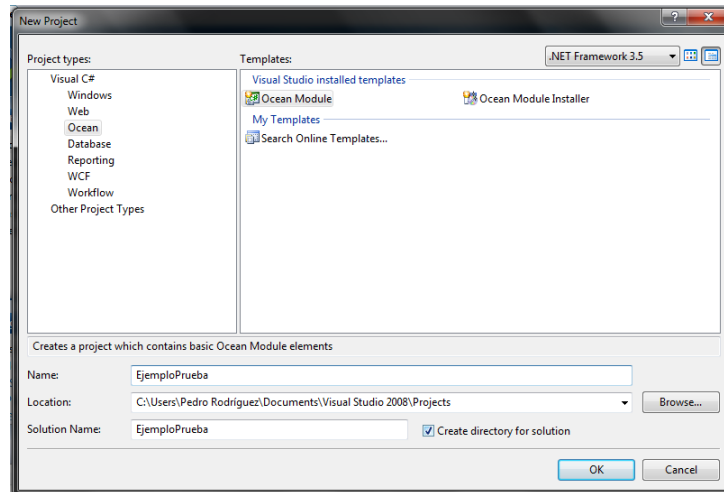 New Project
Project types:
Templates:
.NET Framework 3.5
Visual C#
Windows
Web
Ocean
Database
Reporting
WCF
Workflow
Other Project Types
Visual Studio installed templates
Ocean Module
Ocean Module Installer
My Templates
Search Online Templates...
Creates a project which contains basic Ocean Module elements
Name:
EjemploPrueba
Location:
C:\Users\Pedro Rodríguez\Documents\Visual Studio 2008\Projects
Browse...
Solution Name:
EjemploPrueba
Create directory for solution
OK
Cancel